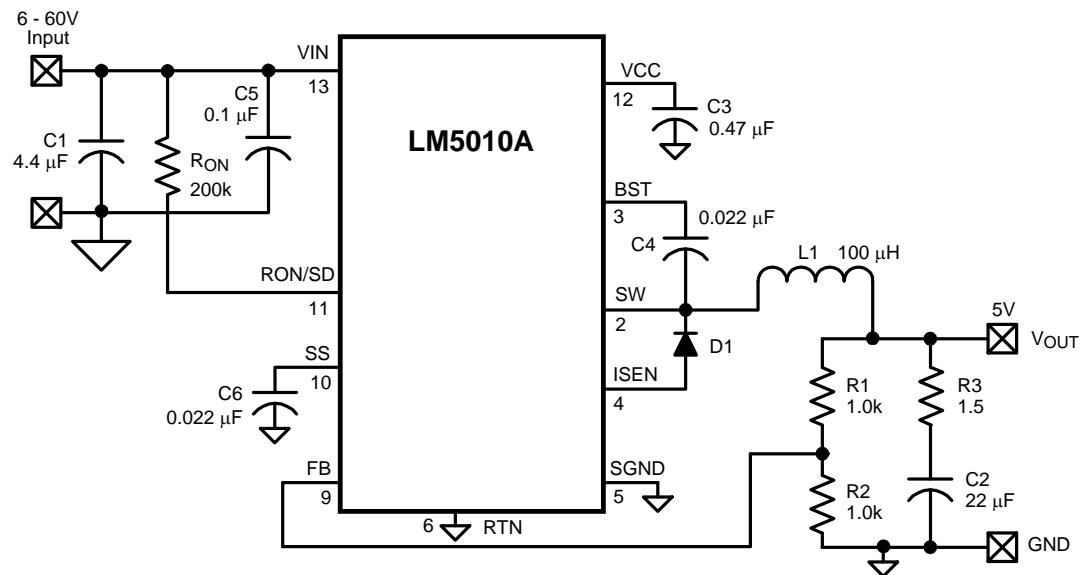 6 - 60V
Input
VIN
13
VCC
12
C3
0.47 μF
C5
0.1 μF
C1
4.4 μF
RON
200k
LM5010A
BST
3
0.022 μF
C4
L1 100 μH
RON/SD
11
SW
2
5V
VOUT
D1
SS
10
ISEN
4
C6
0.022 μF
R1
1.0k
R3
1.5
FB
9
SGND
5
R2
1.0k
C2
22 μF
6 RTN
GND